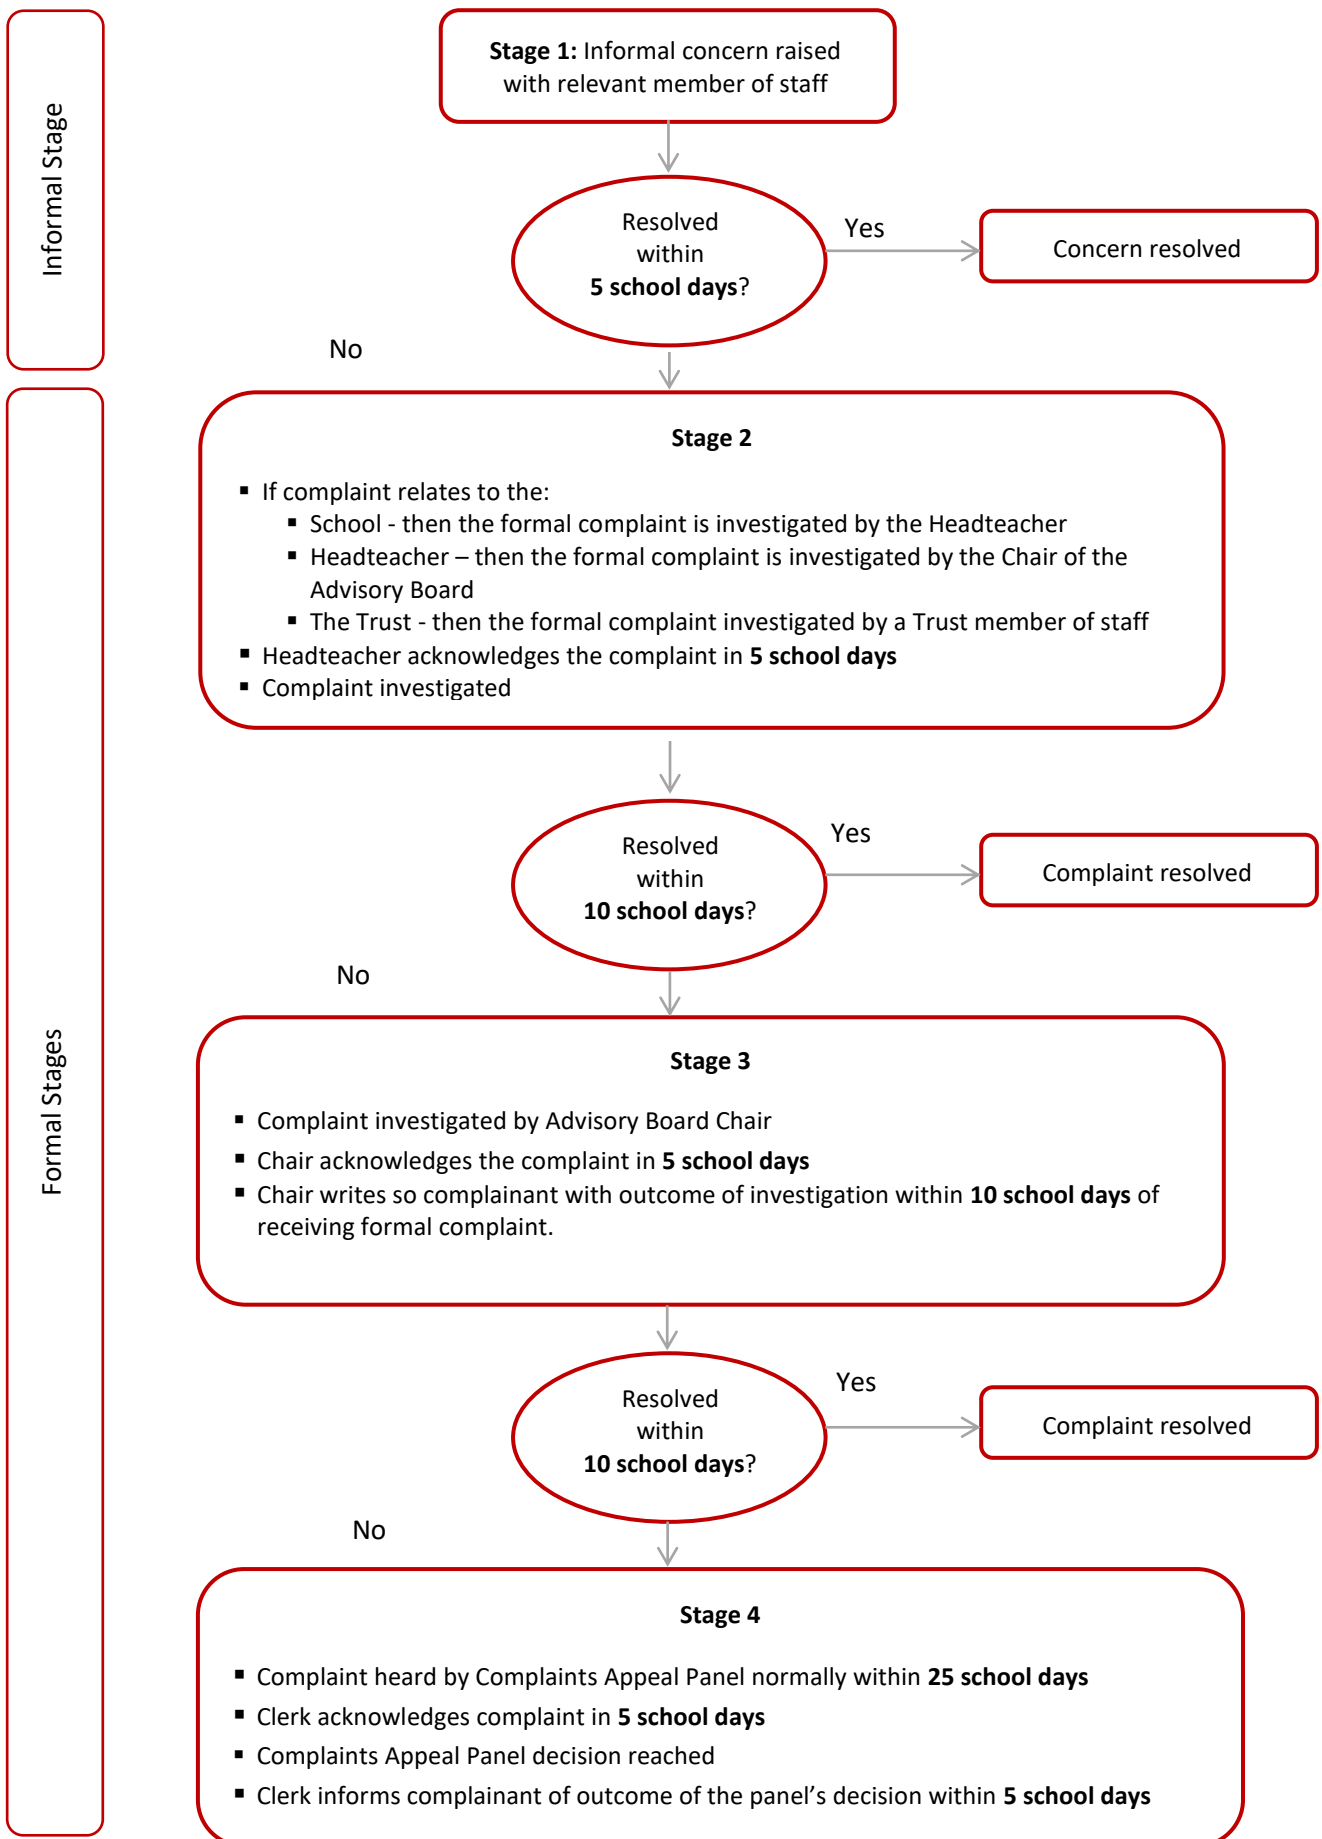 Informal Stage
Stage 1: Informal concern raised
with relevant member of staff
Resolved
within
5 school days?
Yes
Concern resolved
No
Formal Stages
Stage 2
▪ If complaint relates to the:
▪ School - then the formal complaint is investigated by the Headteacher
▪ Headteacher – then the formal complaint is investigated by the Chair of the
Advisory Board
▪ The Trust - then the formal complaint investigated by a Trust member of staff
▪ Headteacher acknowledges the complaint in 5 school days
▪ Complaint investigated
Resolved
within
10 school days?
Yes
Complaint resolved
No
Stage 3
▪ Complaint investigated by Advisory Board Chair
▪ Chair acknowledges the complaint in 5 school days
▪ Chair writes so complainant with outcome of investigation within 10 school days of
receiving formal complaint.
Resolved
within
10 school days?
Yes
Complaint resolved
No
Stage 4
▪ Complaint heard by Complaints Appeal Panel normally within 25 school days
▪ Clerk acknowledges complaint in 5 school days
▪ Complaints Appeal Panel decision reached
▪ Clerk informs complainant of outcome of the panel’s decision within 5 school days